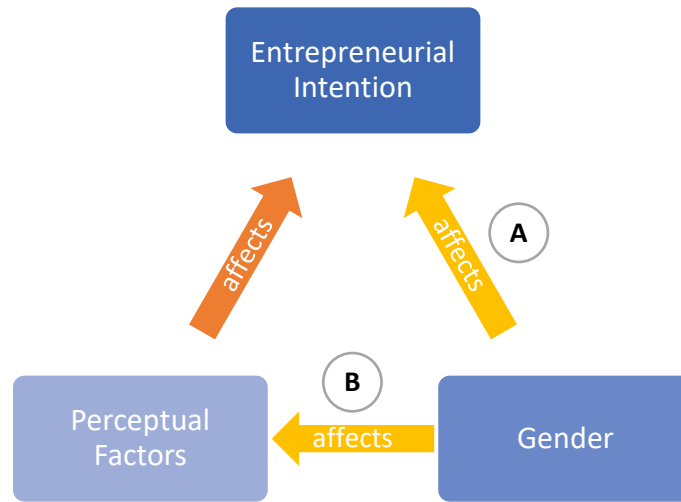 Entrepreneurial
Intention
affects
affects
A
B
Perceptual
Factors
affects
Gender